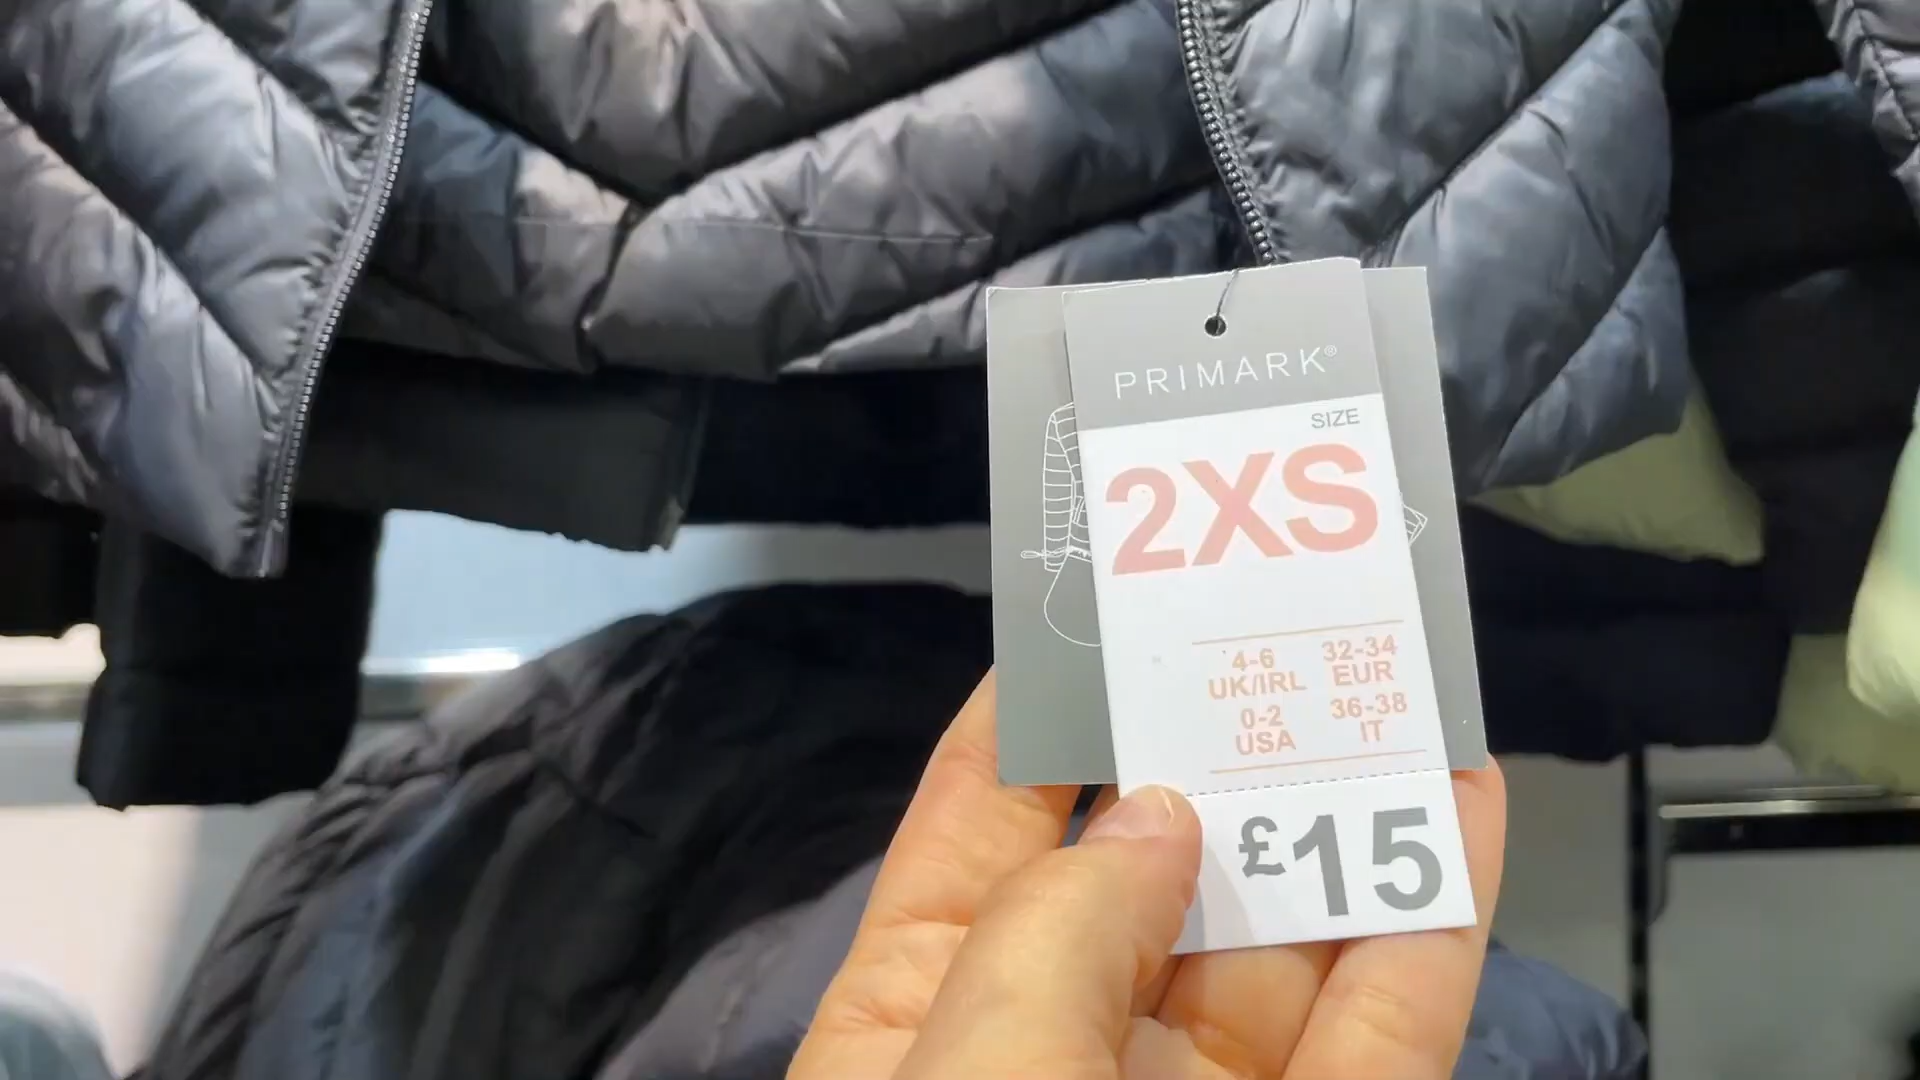 PRIMARK®
SIZE
2XS
4-6 32-34
UK/IRL EUR
0-2 36-38
USA IT
£15